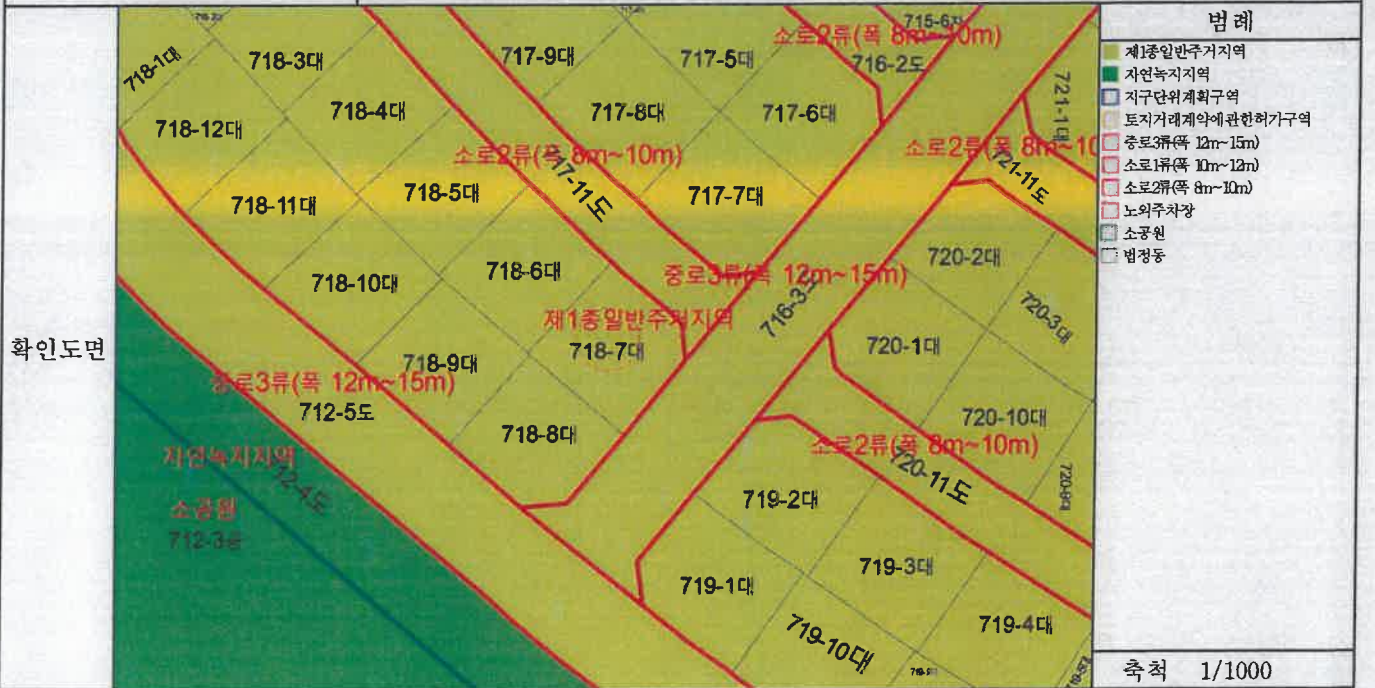 확인도면
715-6차
소로2류(폭 8m~10m)
716-2도
718-1대
718-3대
717-9대
717-5대
718-4대
717-8대
717-6대
721-1대
718-12대
소로2류(폭 8m~10m)
소로2류(폭 8m~10
717-11도
721-11도
718-11대
718-5대
717-7대
720-2대
718-10대
718-6대
중로3류(폭 12m~15m)
716-3도
720-3대
제1종일반주거지역
718-7대
720-1대
718-9대
중로3류(폭 12m~15m)
712-5도
720-10대
718-8대
소로2류(폭 8m~10m)
720-11도
자연녹지지역
712-4도
719-2대
소공원
712-3공
719-1대
719-3대
719-10대
719-4대
범례
제1종일반주거지역
자연녹지지역
지구단위계획구역
토지거래계약에관한허가구역
중로3류(폭 12m~15m)
소로1류(폭 10m~12m)
소로2류(폭 8m~10m)
노외주차장
소공원
법정동
축척 1/1000